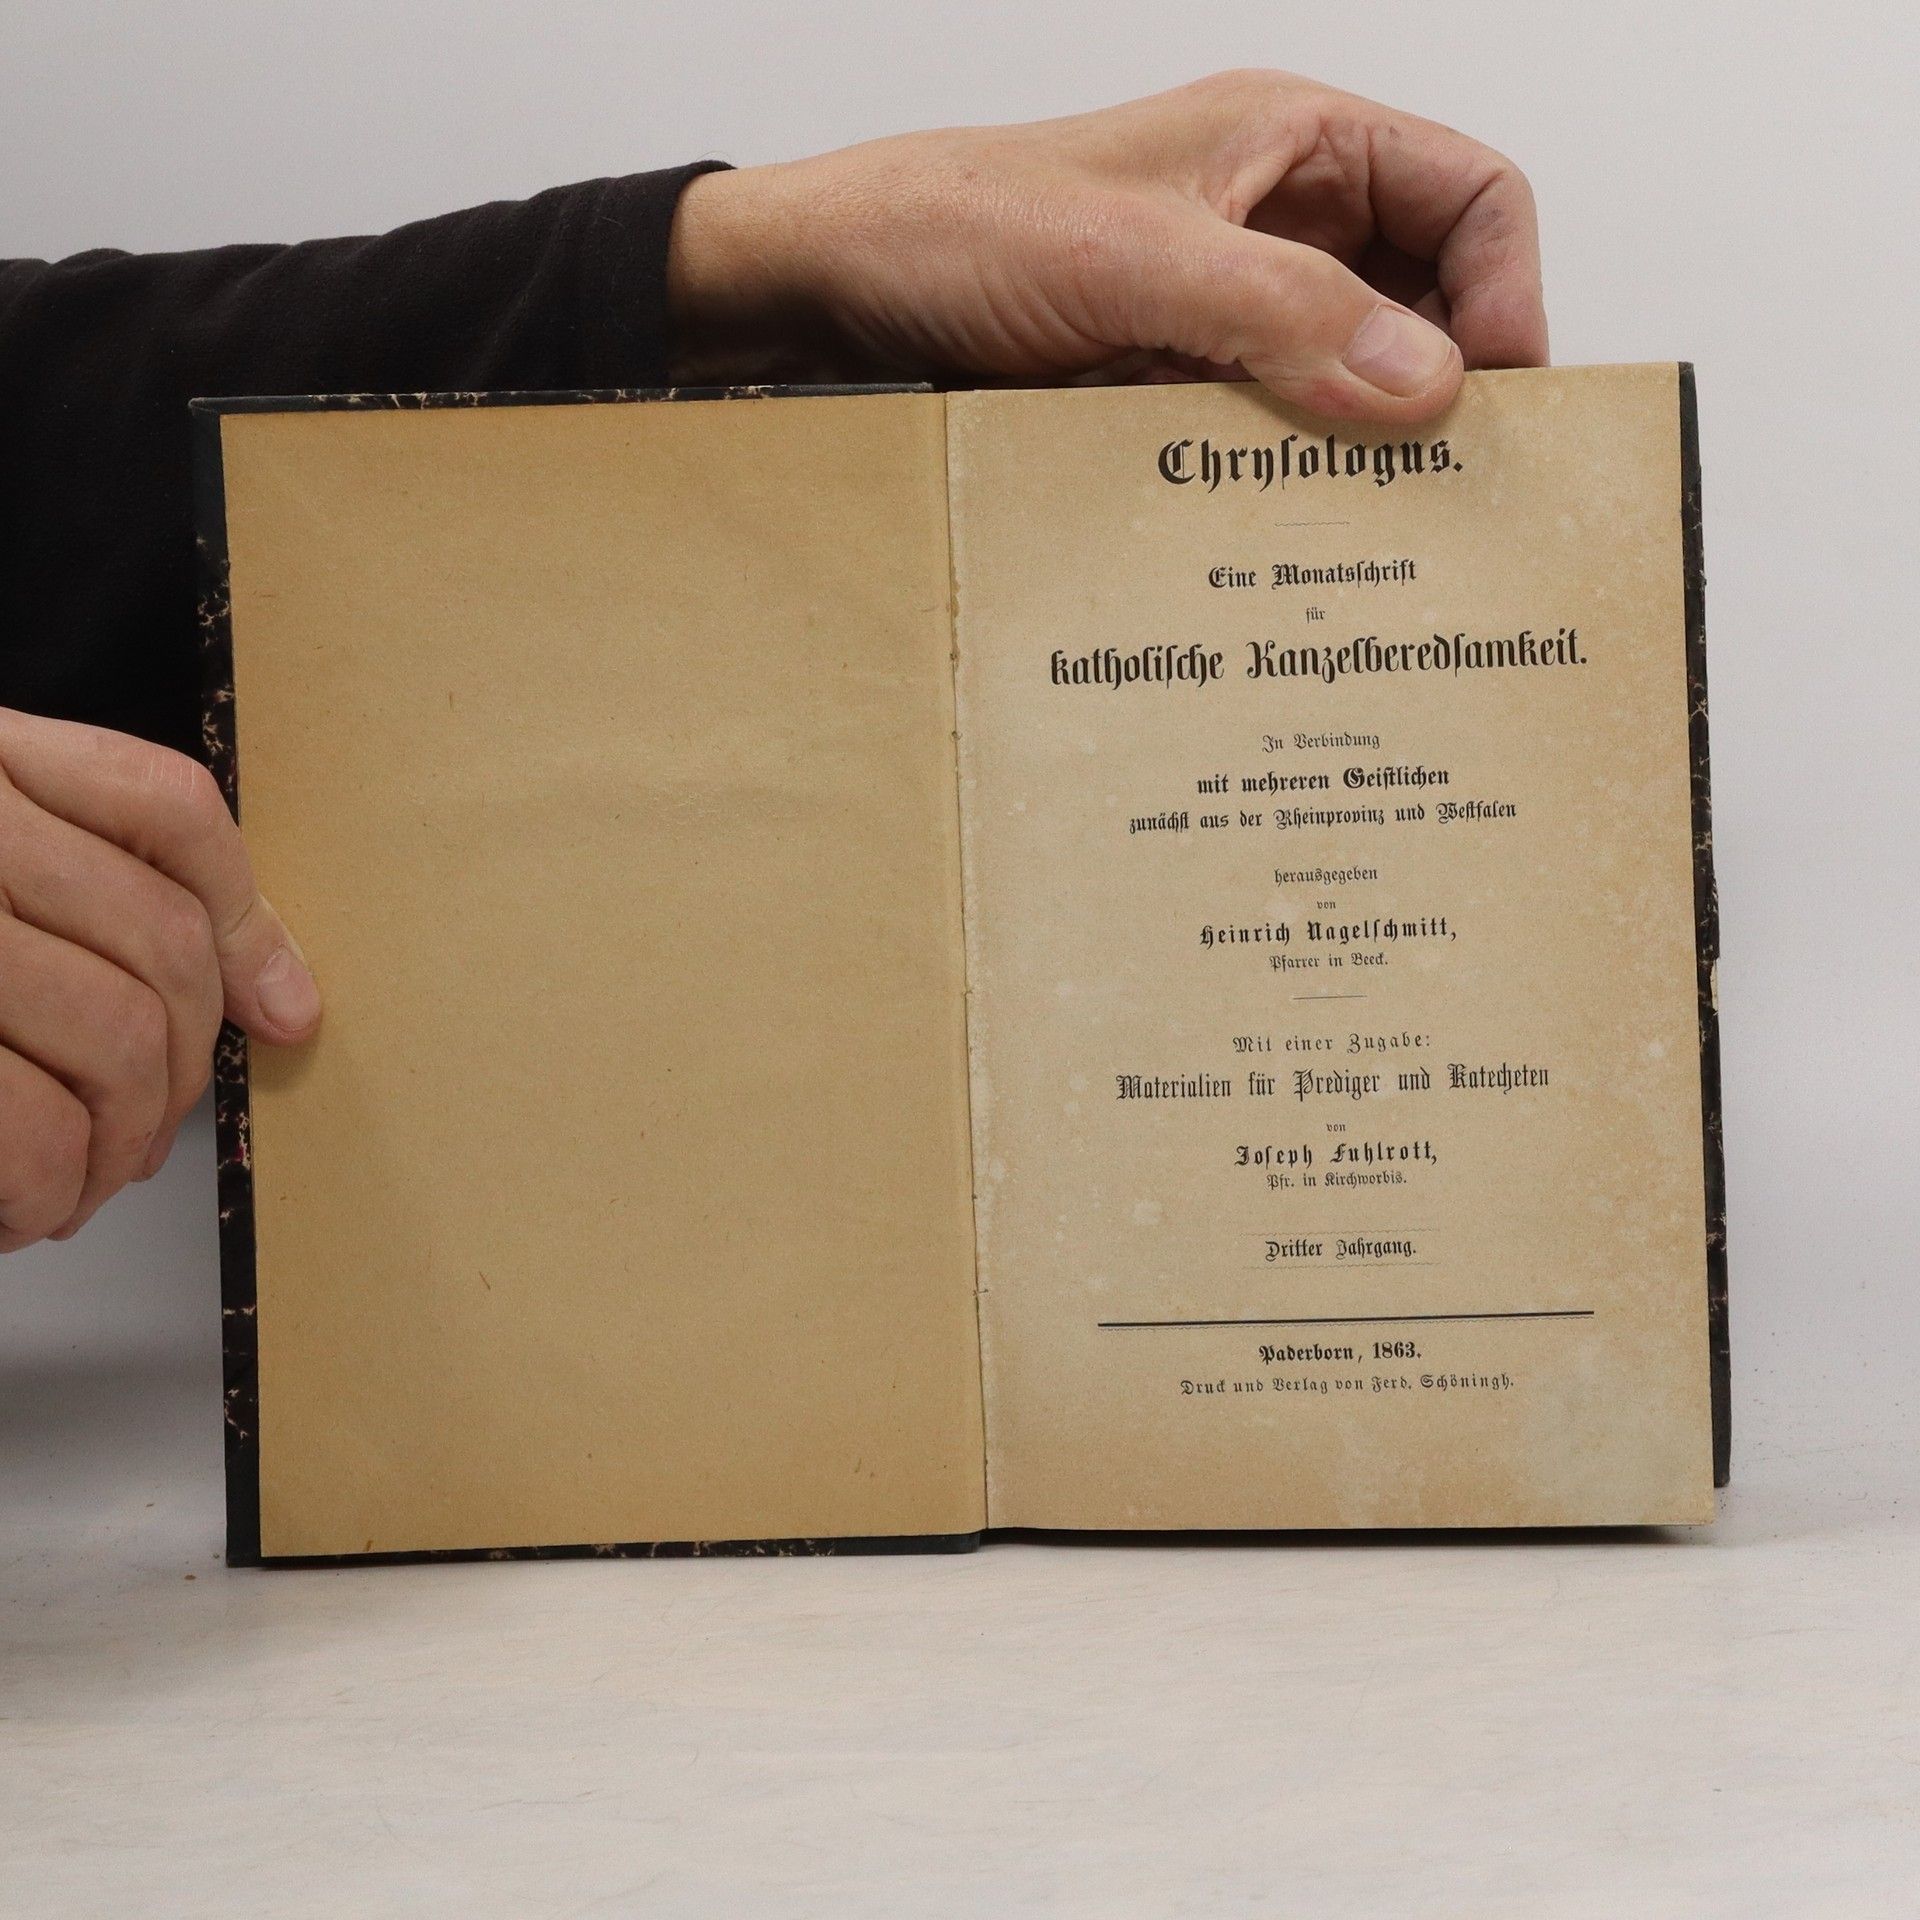 Chryſologus.
Eine Monatsſchrift
für
katholiſche Kanzelberedſamkeit.
In Verbindung
mit mehreren Geiſtlichen
zunächſt aus der Rheinprovinz und Weſtfalen
herausgegeben
von
Heinrich Nagelſchmitt,
Pfarrer in Beeck.
Mit einer Zugabe:
Materialien für Prediger und Katecheten
von
Joſeph Fuhlrott,
Pfr. in Kirchworbis.
Dritter Jahrgang.
Paderborn, 1863.
Druck und Verlag von Ferd. Schöningh.